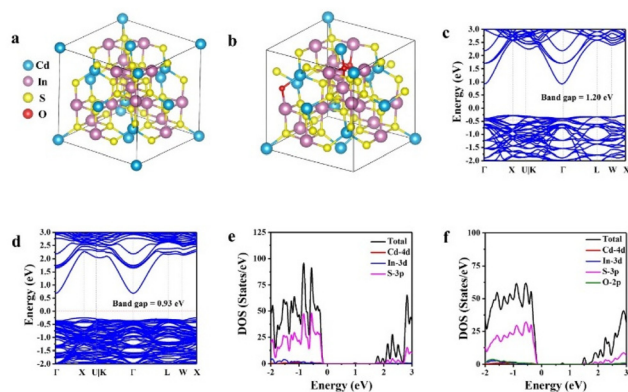 a
Cd
In
S
O
b
c
Energy (eV)
3.0
2.5
2.0
1.5
1.0
0.5
0.0
-0.5
-1.0
-1.5
-2.0
Band gap = 1.20 eV
Γ X U|K Γ L W X
d
Energy (eV)
3.0
2.5
2.0
1.5
1.0
0.5
0.0
-0.5
-1.0
-1.5
-2.0
Band gap = 0.93 eV
Γ X U|K Γ L W X
e
DOS (States/eV)
125
100
75
50
25
0
Total
Cd-4d
In-3d
S-3p
-2 -1 0 1 2 3
Energy (eV)
f
DOS (States/eV)
100
75
50
25
0
Total
Cd-4d
In-3d
S-3p
O-2p
-2 -1 0 1 2 3
Energy (eV)